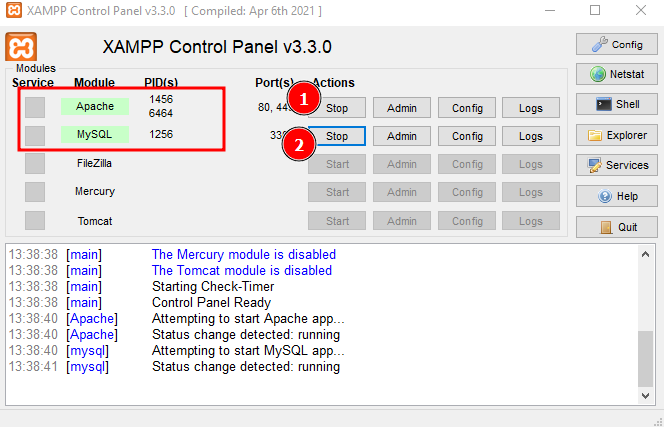 XAMPP Control Panel v3.3.0 [ Compiled: Apr 6th 2021 ]
XAMPP Control Panel v3.3.0
Config
Modules
Service Module PID(s) Port(s) Actions
Netstat
Apache 1456 6464 80, 443 1 Stop Admin Config Logs
Shell
MySQL 1256 2 Stop Admin Config Logs
Explorer
FileZilla Start Admin Config Logs
Services
Mercury Start Admin Config Logs
Help
Tomcat Start Admin Config Logs
Quit
13:38:38 [main] The Mercury module is disabled
13:38:38 [main] The Tomcat module is disabled
13:38:38 [main] Starting Check-Timer
13:38:38 [main] Control Panel Ready
13:38:40 [Apache] Attempting to start Apache app...
13:38:40 [Apache] Status change detected: running
13:38:40 [mysql] Attempting to start MySQL app...
13:38:41 [mysql] Status change detected: running